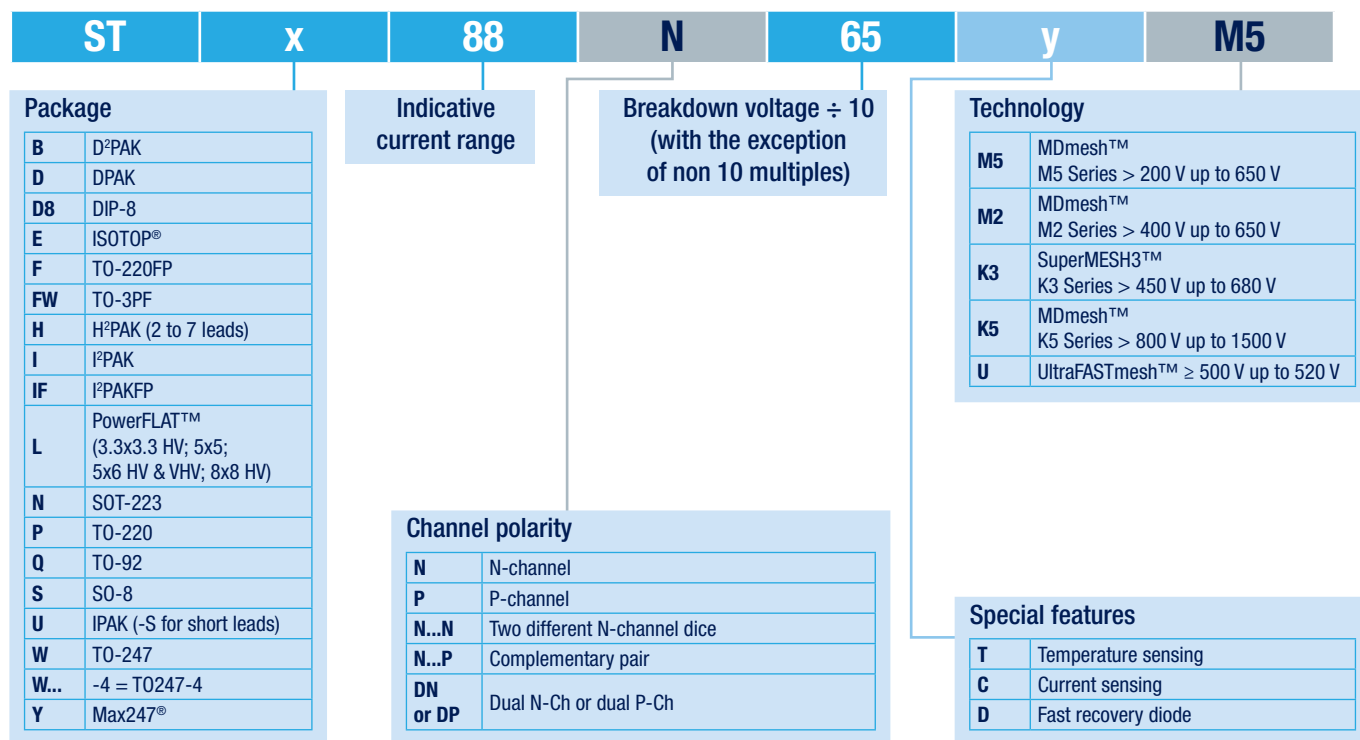 ST x 88 N 65 y M5
Package
B D²PAK
D DPAK
D8 DIP-8
E ISOTOP®
F TO-220FP
FW TO-3PF
H H²PAK (2 to 7 leads)
I I²PAK
IF I²PAKFP
L PowerFLAT™
(3.3x3.3 HV; 5x5;
5x6 HV & VHV; 8x8 HV)
N SOT-223
P TO-220
Q TO-92
S SO-8
U IPAK (-S for short leads)
W TO-247
W... -4 = TO247-4
Y Max247®
Indicative
current range
Breakdown voltage ÷ 10
(with the exception
of non 10 multiples)
Channel polarity
N N-channel
P P-channel
N...N Two different N-channel dice
N...P Complementary pair
DN
or DP Dual N-Ch or dual P-Ch
Technology
M5 MDmesh™
M5 Series > 200 V up to 650 V
M2 MDmesh™
M2 Series > 400 V up to 650 V
K3 SuperMESH3™
K3 Series > 450 V up to 680 V
K5 MDmesh™
K5 Series > 800 V up to 1500 V
U UltraFASTmesh™ ≥ 500 V up to 520 V
Special features
T Temperature sensing
C Current sensing
D Fast recovery diode